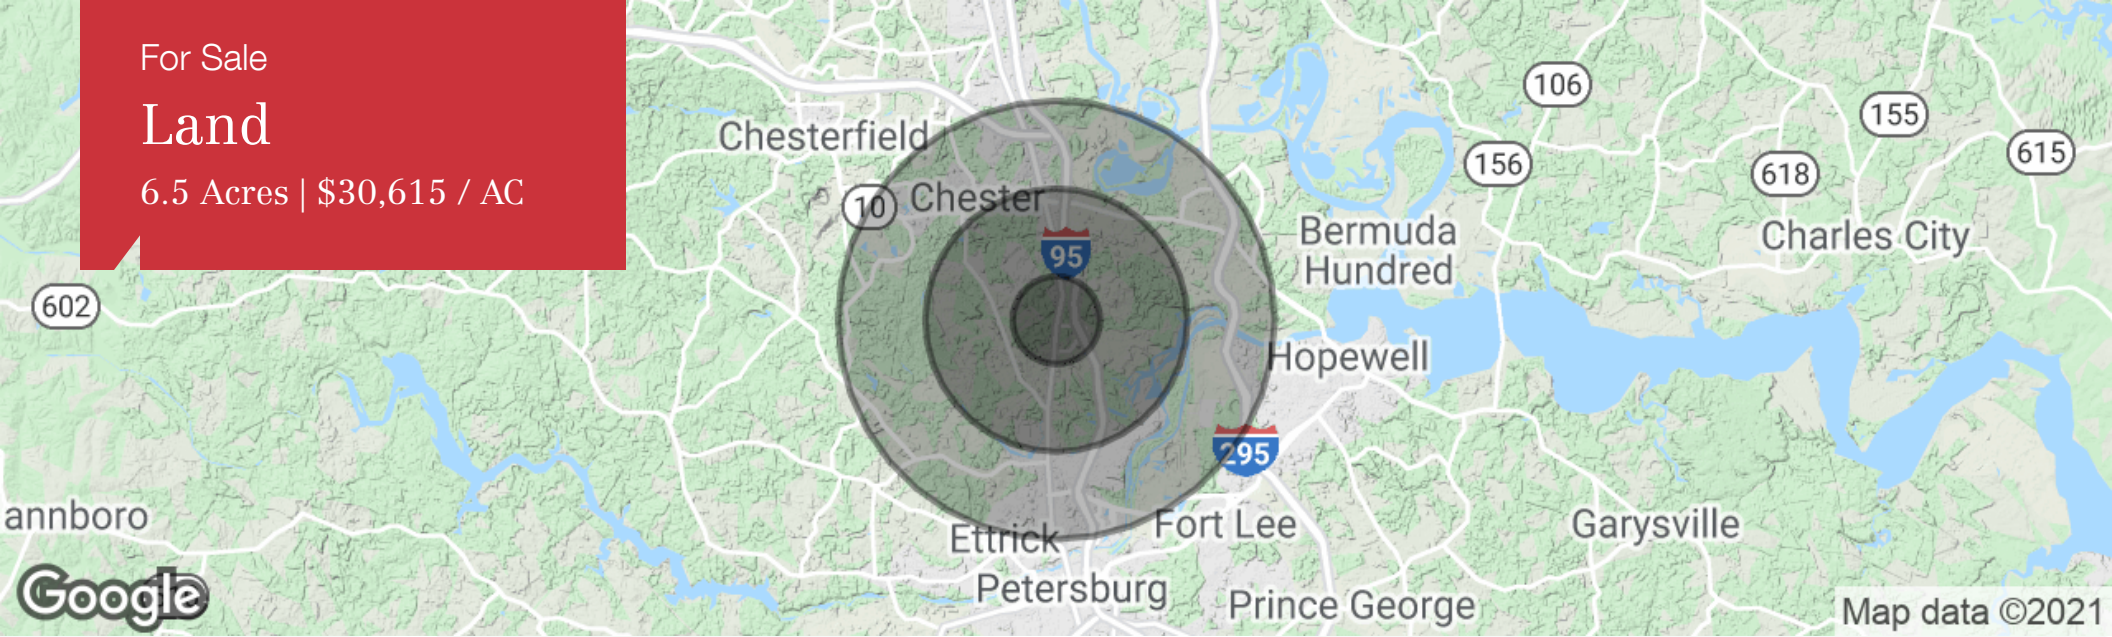 For Sale
Land
6.5 Acres | $30,615 / AC
106
155
Chesterfield
156
615
618
10
Chester
Bermuda
Hundred
Charles City
95
602
Hopewell
295
annboro
Ettrick
Fort Lee
Garysville
Petersburg
Prince George
Google
Map data ©2021